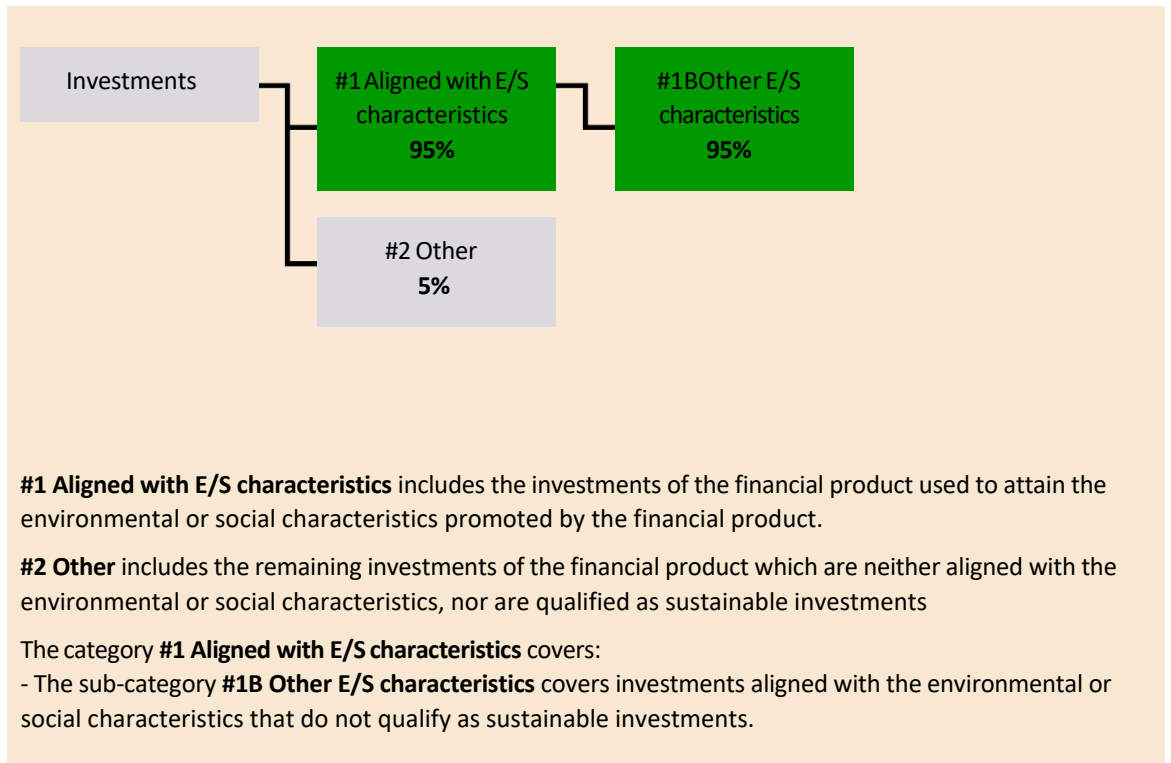 Investments
#1 Aligned with E/S
characteristics
95%
#1BOther E/S
characteristics
95%
#2 Other
5%
#1 Aligned with E/S characteristics includes the investments of the financial product used to attain the
environmental or social characteristics promoted by the financial product.
#2 Other includes the remaining investments of the financial product which are neither aligned with the
environmental or social characteristics, nor are qualified as sustainable investments
The category #1 Aligned with E/S characteristics covers:
- The sub-category #1B Other E/S characteristics covers investments aligned with the environmental or
social characteristics that do not qualify as sustainable investments.